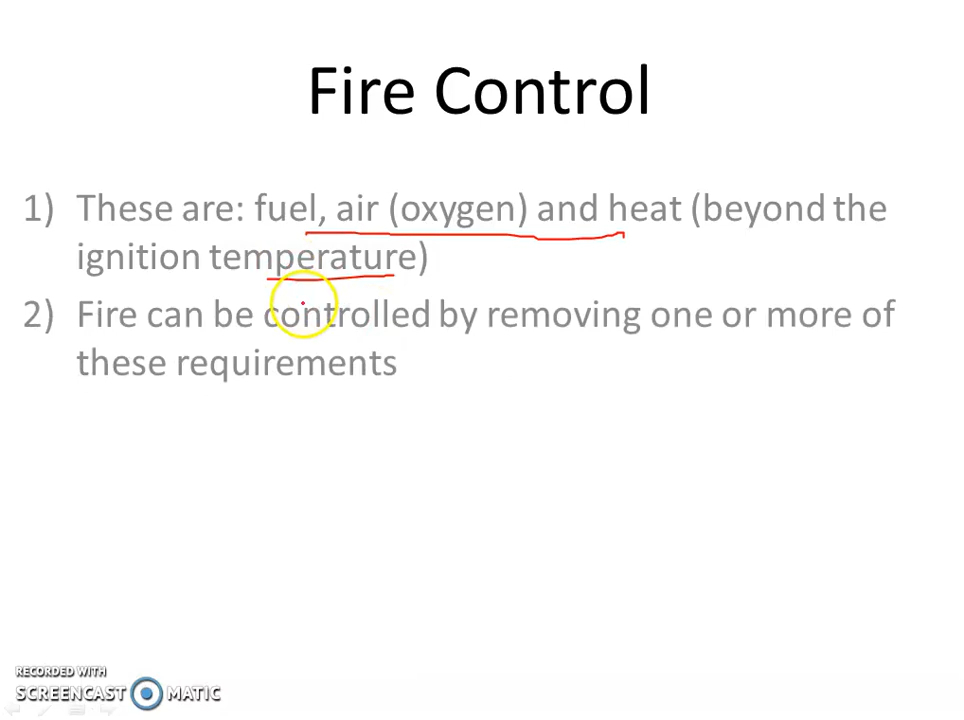 Fire Control
1) These are: fuel, air (oxygen) and heat (beyond the
ignition temperature)
2) Fire can be controlled by removing one or more of
these requirements
RECORDED WITH
SCREENCAST MATIC